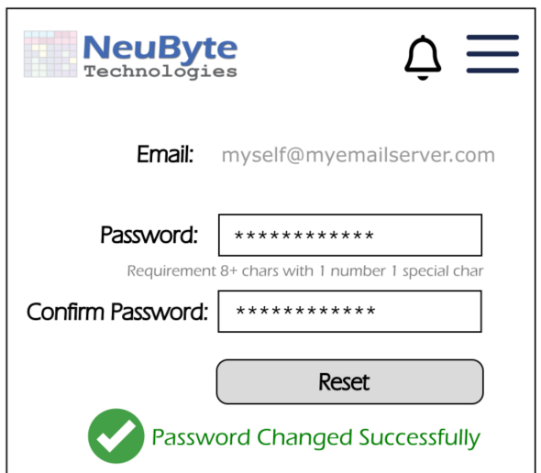 NeuByte
Technologies
Email: myself@myemailserver.com
Password: ************
Requirement 8+ chars with 1 number 1 special char
Confirm Password: ************
Reset
Password Changed Successfully